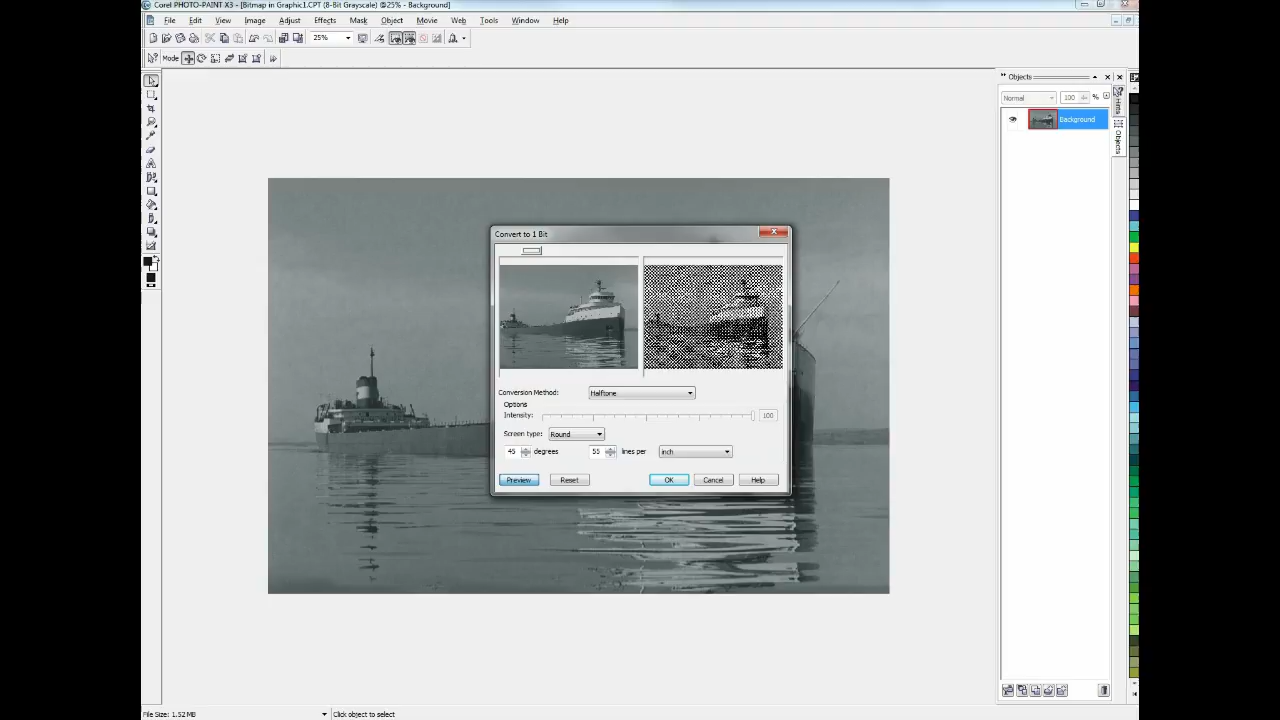 Corel PHOTO-PAINT X3 - [Bitmap in Graphic1.CPT (8-Bit Grayscale) @25% - Background]
File Edit View Image Adjust Effects Mask Object Movie Web Tools Window Help
25%
Mode
Objects
Normal 100 %
Background
Hints
Objects
Convert to 1 Bit
Conversion Method: Halftone
Options
Intensity: 100
Screen type: Round
45 degrees 55 lines per inch
Preview Reset OK Cancel Help
File Size: 1.52 MB Click object to select